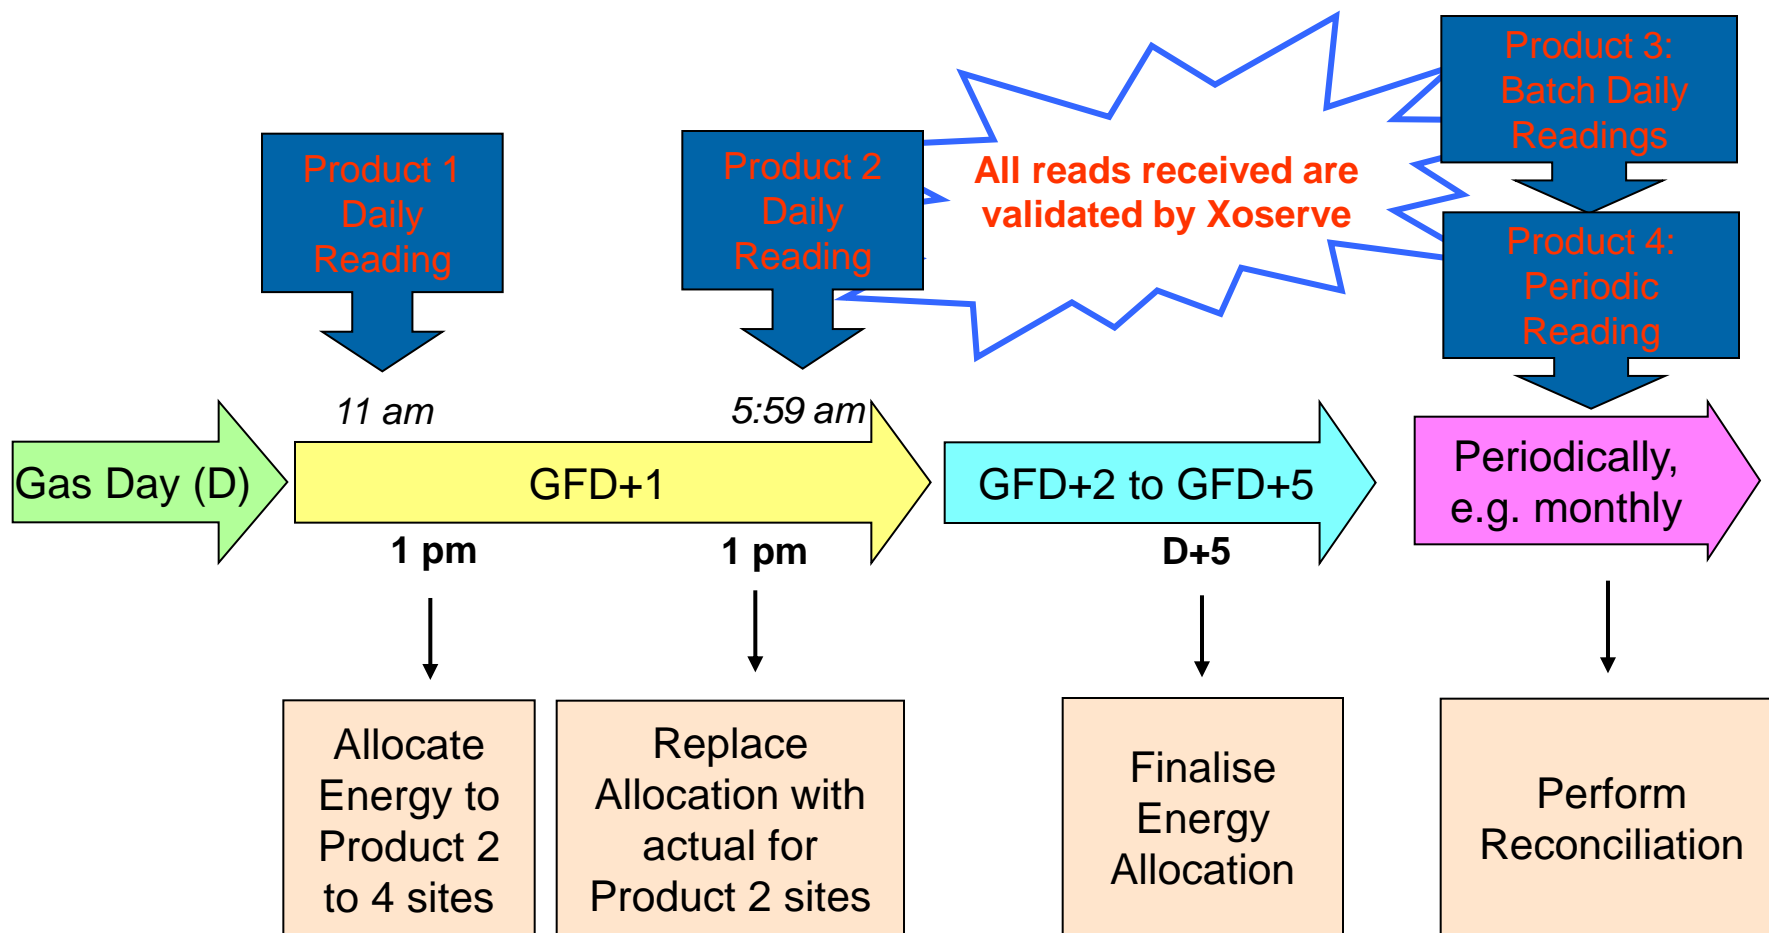 Product 1
Daily
Reading
Product 2
Daily
Reading
All reads received are
validated by Xoserve
Product 3:
Batch Daily
Readings
Product 4:
Periodic
Reading
11 am
5:59 am
Gas Day (D)
GFD+1
GFD+2 to GFD+5
Periodically,
e.g. monthly
1 pm
1 pm
D+5
Allocate
Energy to
Product 2
to 4 sites
Replace
Allocation with
actual for
Product 2 sites
Finalise
Energy
Allocation
Perform
Reconciliation